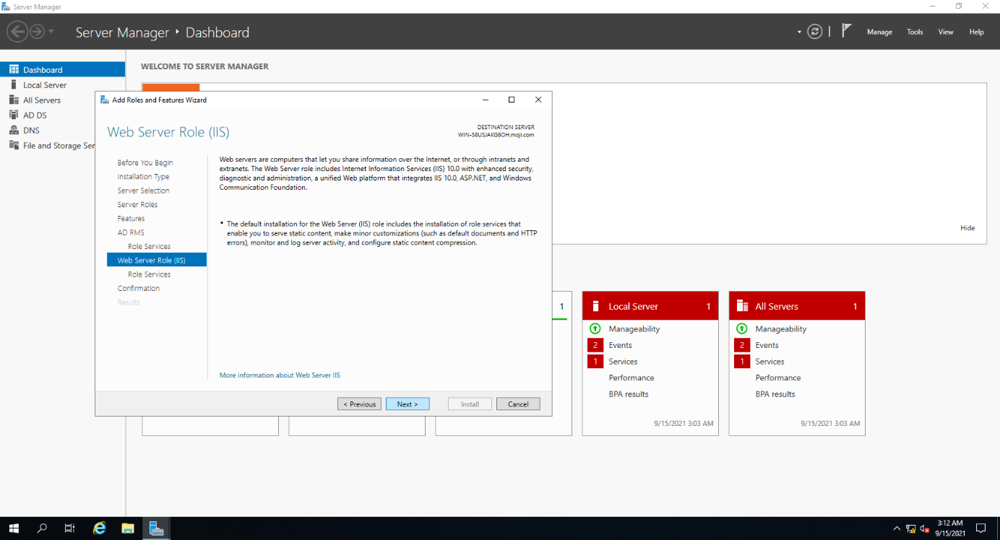 Server Manager
Server Manager • Dashboard
Manage Tools View Help
Dashboard
Local Server
All Servers
AD DS
DNS
File and Storage Ser
WELCOME TO SERVER MANAGER
Hide
Add Roles and Features Wizard
Web Server Role (IIS)
DESTINATION SERVER
WIN-S8USJAKG8OH.moji.com
Before You Begin
Installation Type
Server Selection
Server Roles
Features
AD RMS
Role Services
Web Server Role (IIS)
Role Services
Confirmation
Results
Web servers are computers that let you share information over the Internet, or through intranets and
extranets. The Web Server role includes Internet Information Services (IIS) 10.0 with enhanced security,
diagnostic and administration, a unified Web platform that integrates IIS 10.0, ASP.NET, and Windows
Communication Foundation.
• The default installation for the Web Server (IIS) role includes the installation of role services that
enable you to serve static content, make minor customizations (such as default documents and HTTP
errors), monitor and log server activity, and configure static content compression.
More information about Web Server IIS
< Previous Next > Install Cancel
1
Local Server 1
Manageability
2 Events
1 Services
Performance
BPA results
9/15/2021 3:03 AM
All Servers 1
Manageability
2 Events
1 Services
Performance
BPA results
9/15/2021 3:03 AM
3:12 AM
9/15/2021